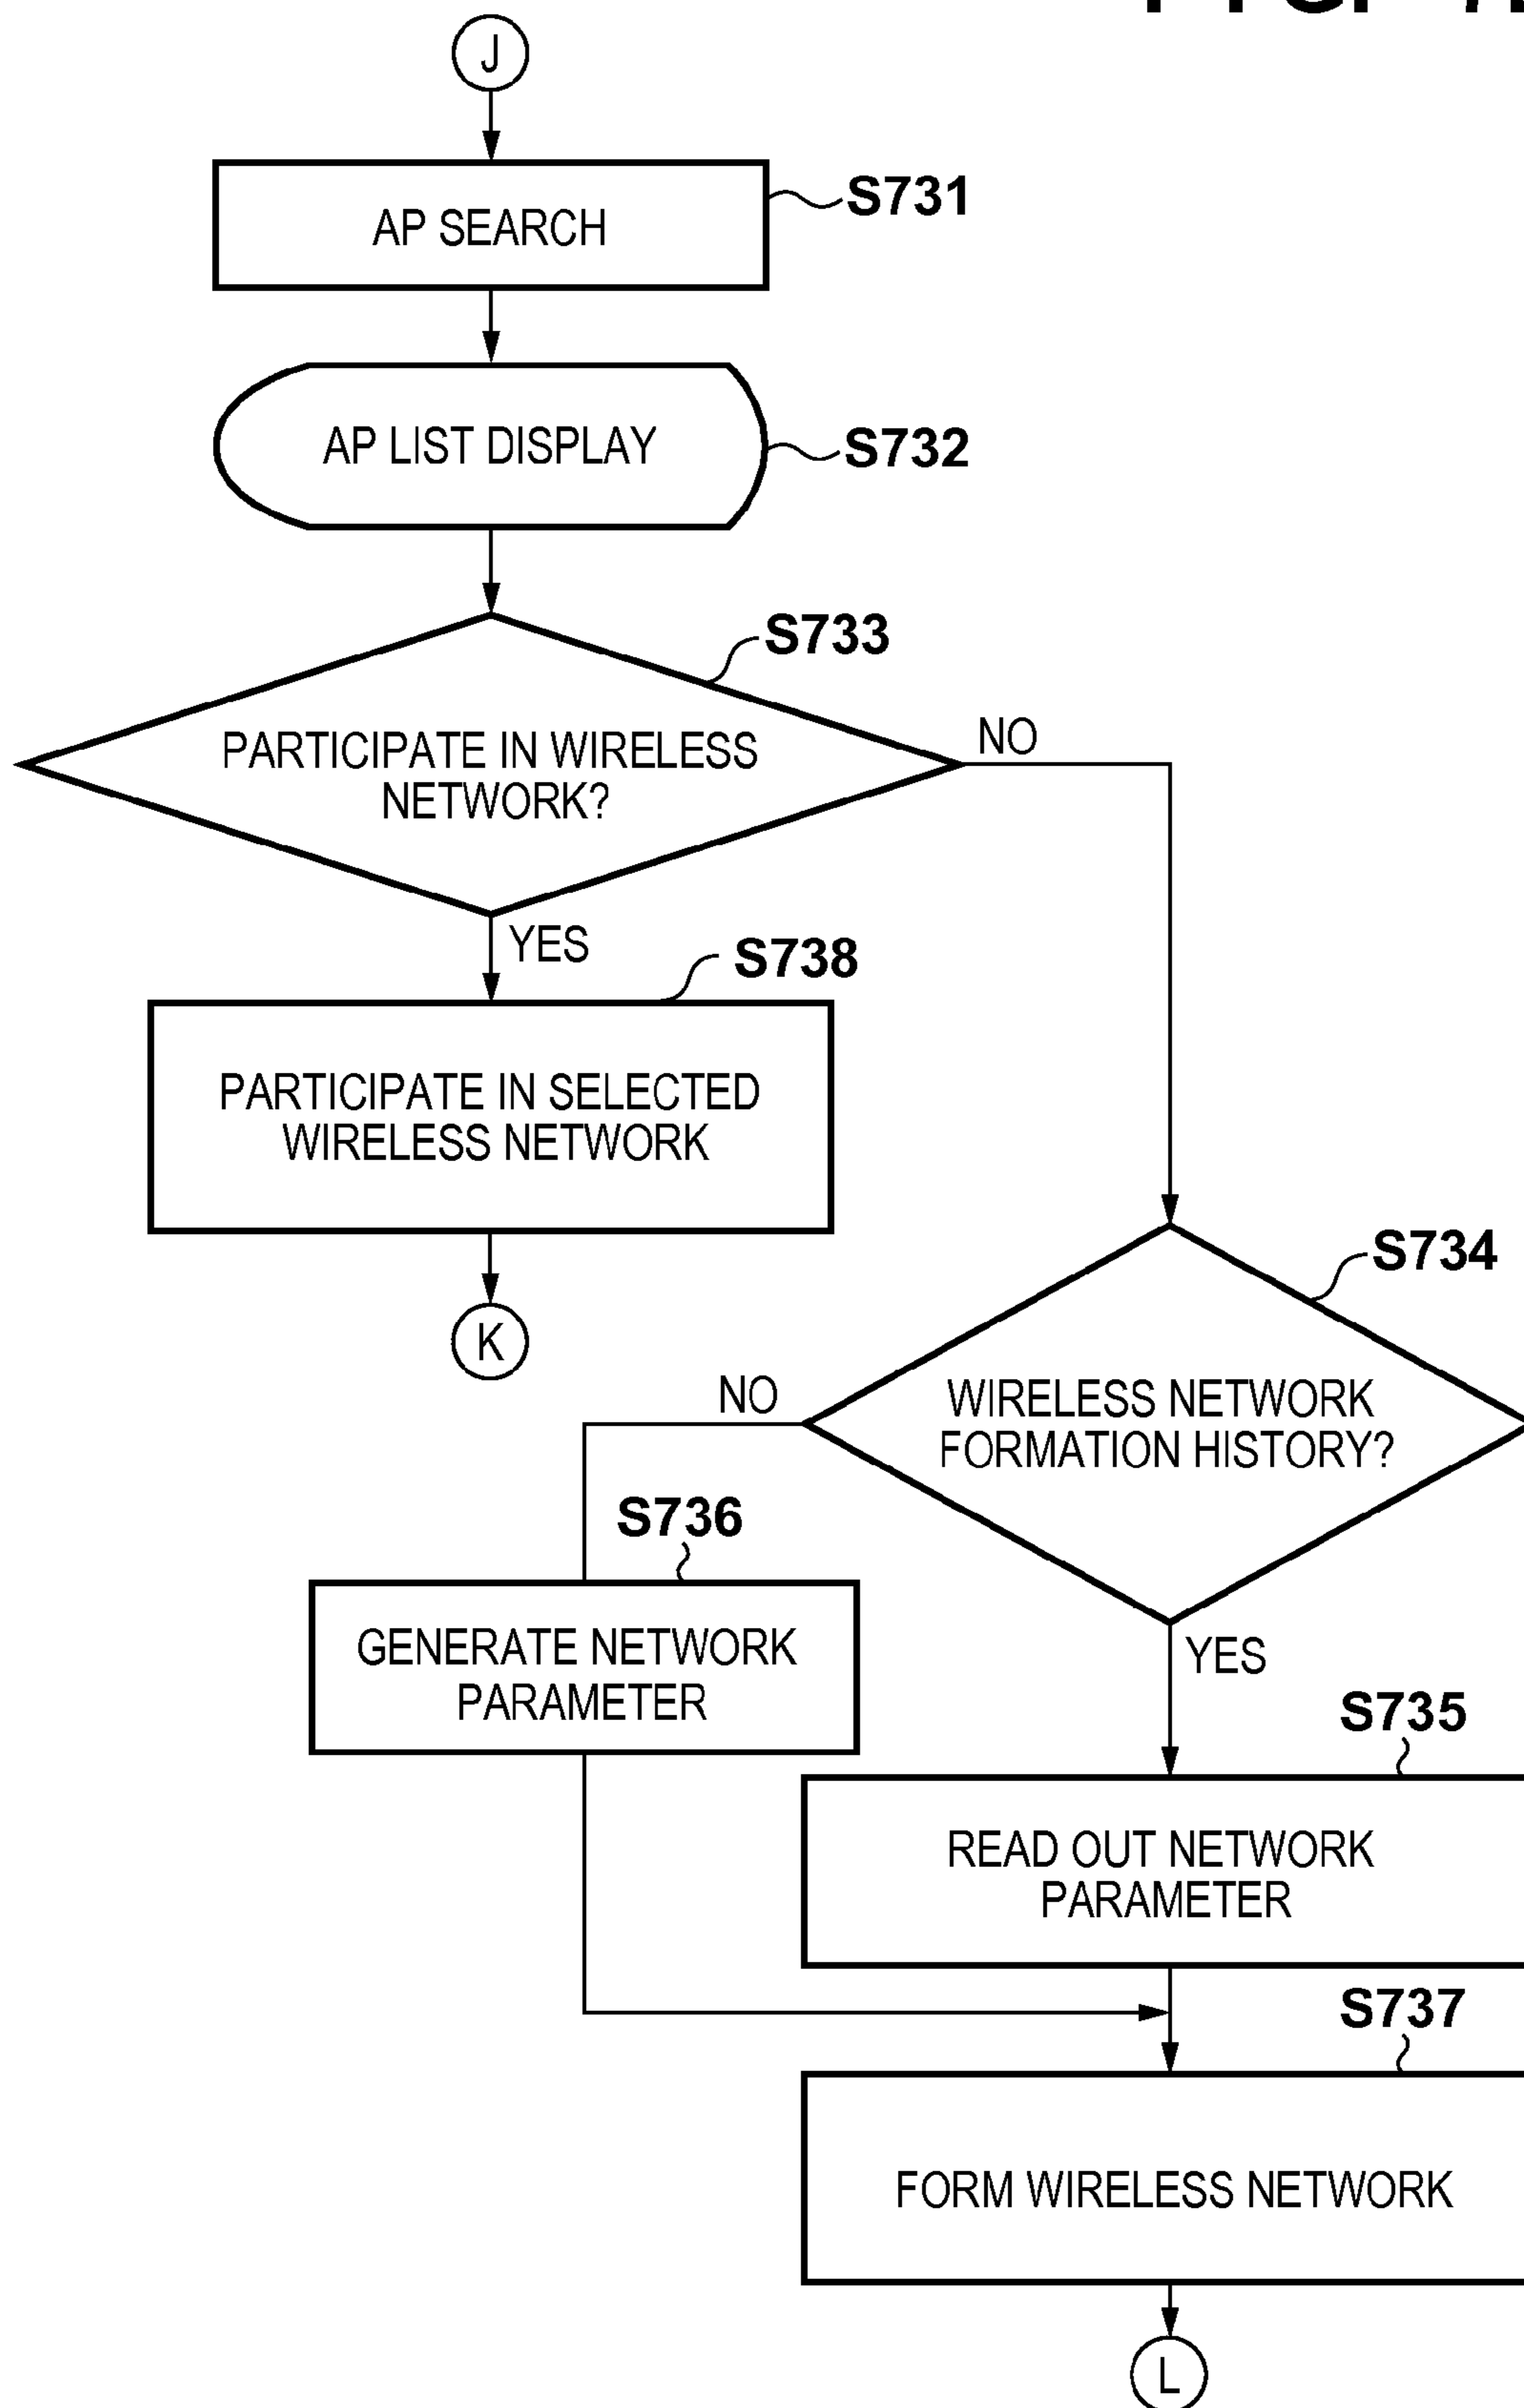 J
AP SEARCH
S731
AP LIST DISPLAY
S732
S733
PARTICIPATE IN WIRELESS
NETWORK?
NO
YES
S738
PARTICIPATE IN SELECTED
WIRELESS NETWORK
K
S734
WIRELESS NETWORK
FORMATION HISTORY?
NO
YES
S736
GENERATE NETWORK
PARAMETER
S735
READ OUT NETWORK
PARAMETER
S737
FORM WIRELESS NETWORK
L